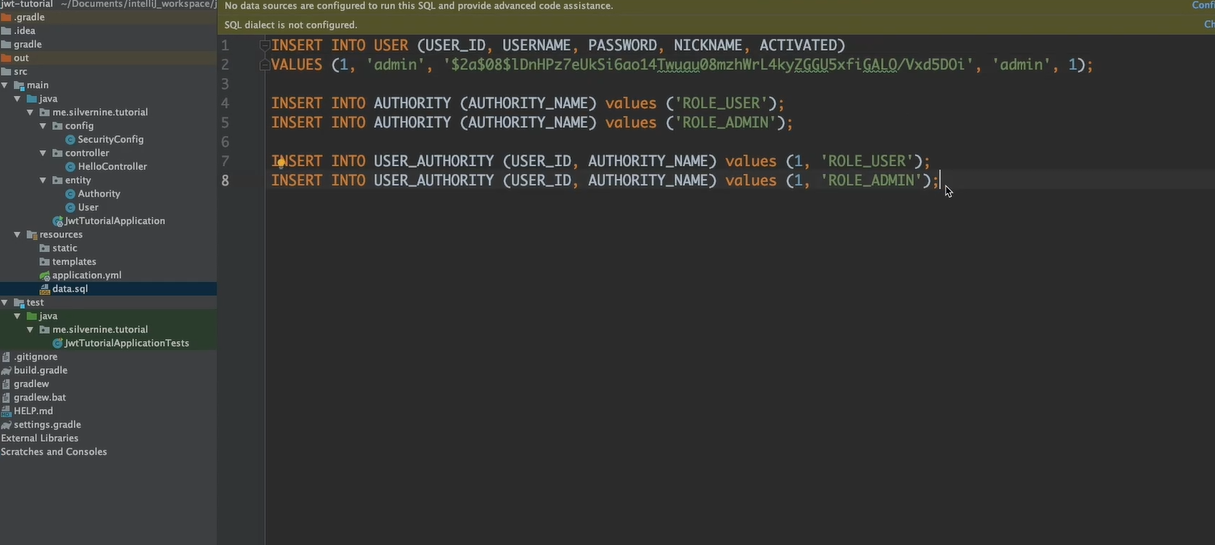 jwt-tutorial ~/Documents/intellij_workspace/j
.gradle
.idea
gradle
out
src
main
java
me.silvernine.tutorial
config
SecurityConfig
controller
HelloController
entity
Authority
User
JwtTutorialApplication
resources
static
templates
application.yml
data.sql
test
java
me.silvernine.tutorial
JwtTutorialApplicationTests
.gitignore
build.gradle
gradlew
gradlew.bat
HELP.md
settings.gradle
External Libraries
Scratches and Consoles
No data sources are configured to run this SQL and provide advanced code assistance.
SQL dialect is not configured.
1 INSERT INTO USER (USER_ID, USERNAME, PASSWORD, NICKNAME, ACTIVATED)
2 VALUES (1, 'admin', '$2a$08$lDnHPz7eUkSi6ao14Twuau08mzhWrL4kyZGGU5xfiGALO/Vxd5DOi', 'admin', 1);
3
4 INSERT INTO AUTHORITY (AUTHORITY_NAME) values ('ROLE_USER');
5 INSERT INTO AUTHORITY (AUTHORITY_NAME) values ('ROLE_ADMIN');
6
7 INSERT INTO USER_AUTHORITY (USER_ID, AUTHORITY_NAME) values (1, 'ROLE_USER');
8 INSERT INTO USER_AUTHORITY (USER_ID, AUTHORITY_NAME) values (1, 'ROLE_ADMIN');